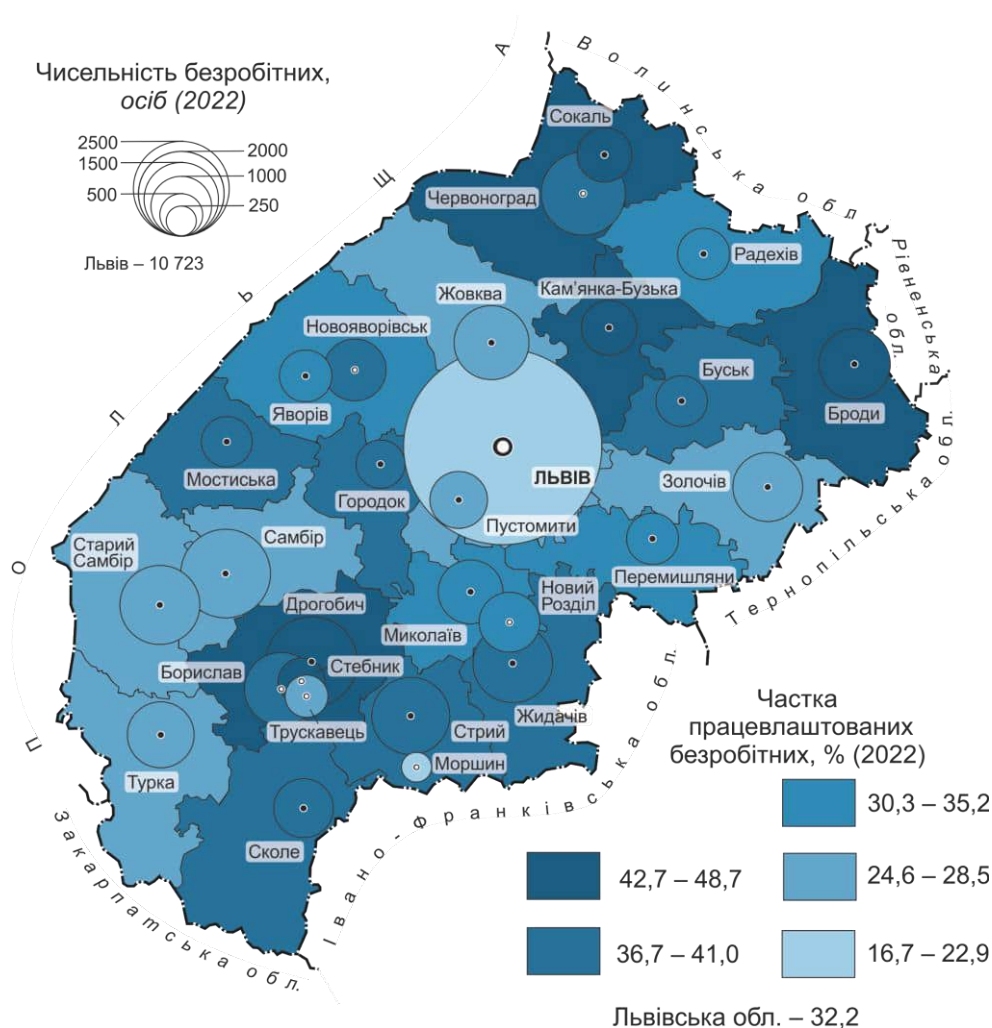 Чисельність безробітних,
осіб (2022)
2500
2000
1500
1000
500
250
Львів – 10 723
ПОЛЬЩА
Волинська обл.
Рівненська обл.
Тернопільська обл.
Івано-Франківська обл.
Закарпатська обл.
Сокаль
Червоноград
Радехів
Жовква
Кам'янка-Бузька
Новояворівськ
Буськ
Яворів
Броди
Мостиська
Городок
ЛЬВІВ
Золочів
Пустомити
Самбір
Старий
Самбір
Перемишляни
Дрогобич
Новий
Розділ
Миколаїв
Борислав
Стебник
Трускавець
Стрий
Жидачів
Моршин
Турка
Сколе
Частка
працевлаштованих
безробітних, % (2022)
30,3 – 35,2
42,7 – 48,7
24,6 – 28,5
36,7 – 41,0
16,7 – 22,9
Львівська обл. – 32,2